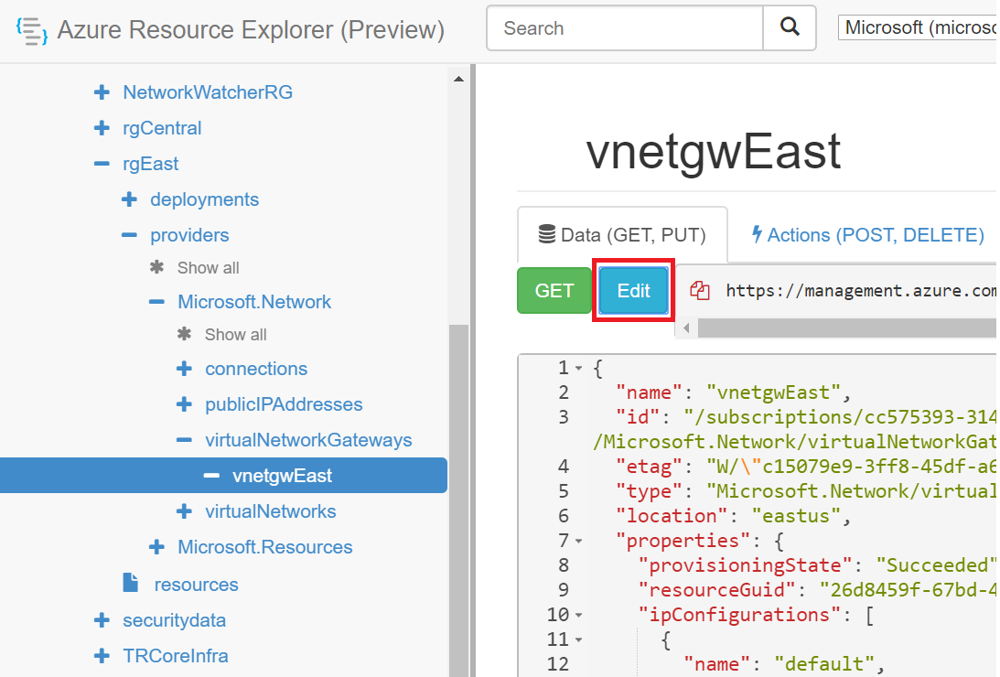 Azure Resource Explorer (Preview)
Search
Microsoft (microsc
NetworkWatcherRG
rgCentral
rgEast
deployments
providers
Show all
Microsoft.Network
Show all
connections
publicIPAddresses
virtualNetworkGateways
vnetgwEast
virtualNetworks
Microsoft.Resources
resources
securitydata
TRCoreInfra
vnetgwEast
Data (GET, PUT)
Actions (POST, DELETE)
GET
Edit
https://management.azure.com
1 {
2 "name": "vnetgwEast",
3 "id": "/subscriptions/cc575393-314
/Microsoft.Network/virtualNetworkGat
4 "etag": "W/\"c15079e9-3ff8-45df-a6
5 "type": "Microsoft.Network/virtual
6 "location": "eastus",
7 "properties": {
8 "provisioningState": "Succeeded"
9 "resourceGuid": "26d8459f-67bd-4
10 "ipConfigurations": [
11 {
12 "name": "default",